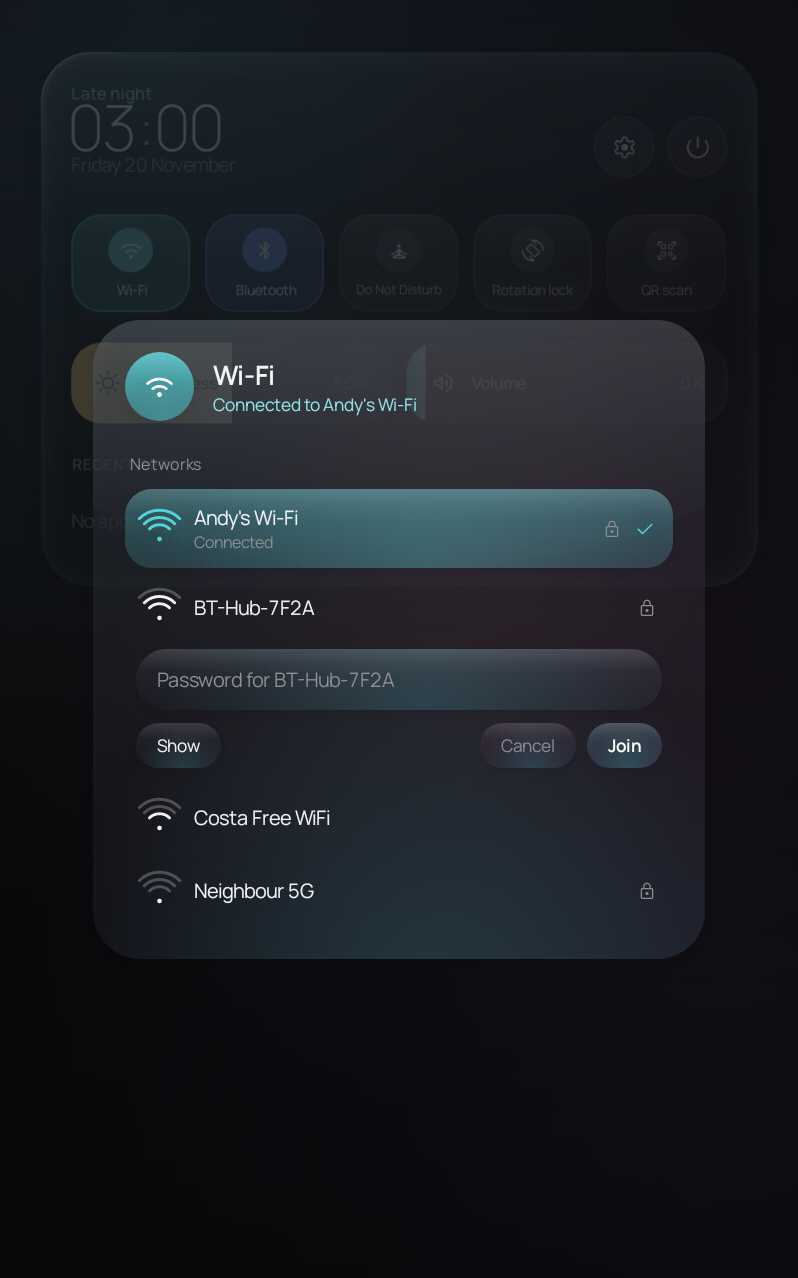 Late night
03:00
Friday 20 November
Wi-Fi
Bluetooth
Do Not Disturb
Rotation lock
QR scan
Wi-Fi
Connected to Andy's Wi-Fi
50%
Volume
0%
Networks
Andy's Wi-Fi
Connected
BT-Hub-7F2A
Password for BT-Hub-7F2A
Show
Cancel
Join
Costa Free WiFi
Neighbour 5G